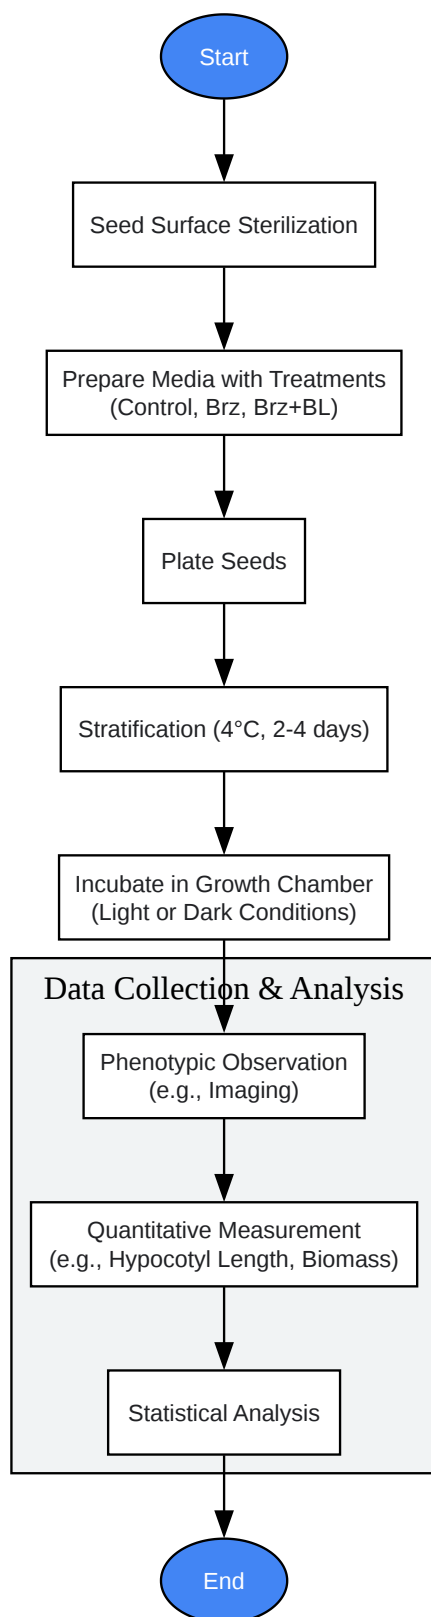 Start
Seed Surface Sterilization
Prepare Media with Treatments
(Control, Brz, Brz+BL)
Plate Seeds
Stratification (4°C, 2-4 days)
Incubate in Growth Chamber
(Light or Dark Conditions)
Data Collection & Analysis
Phenotypic Observation
(e.g., Imaging)
Quantitative Measurement
(e.g., Hypocotyl Length, Biomass)
Statistical Analysis
End